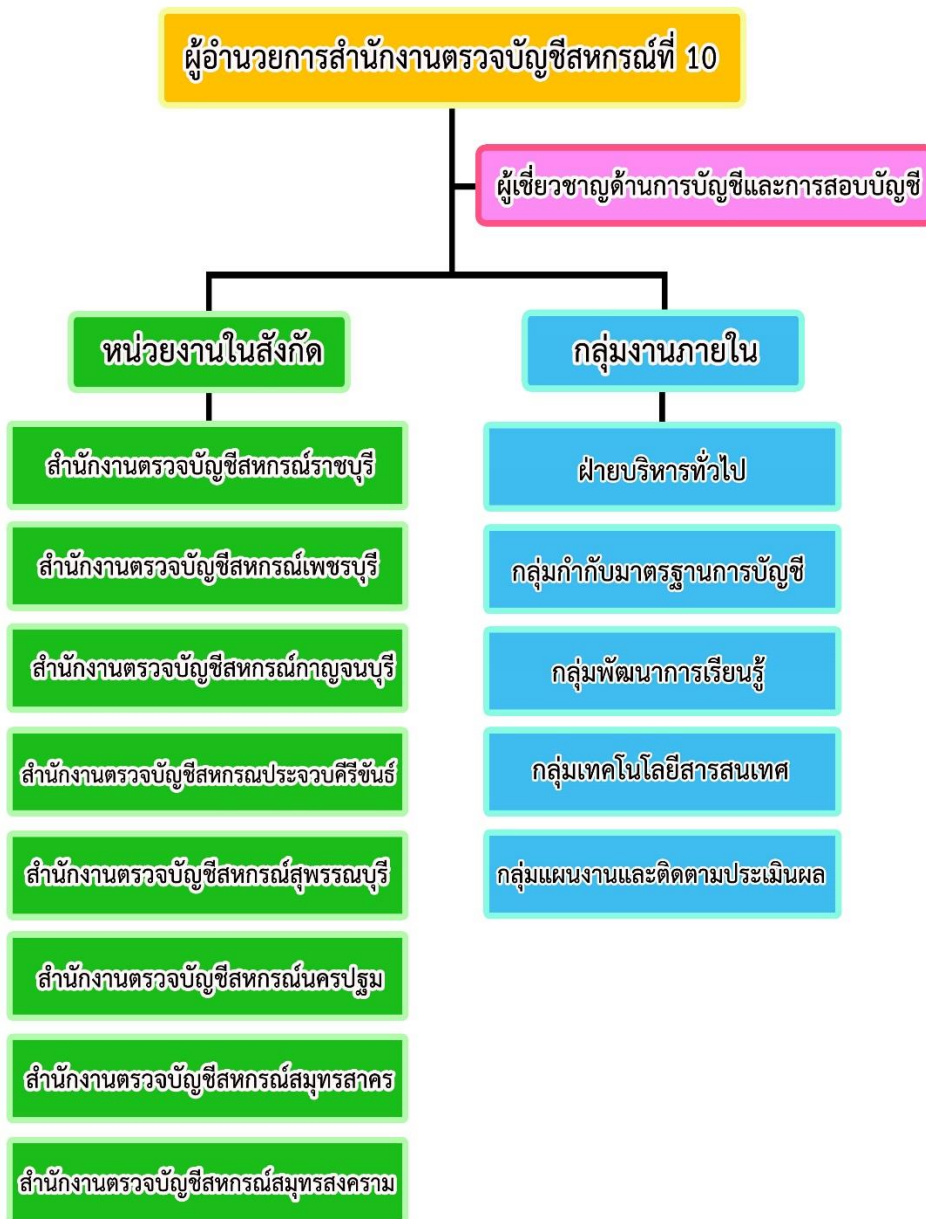 ผู้อำนวยการสำนักงานตรวจบัญชีสหกรณ์ที่ 10
ผู้เชี่ยวชาญด้านการบัญชีและการสอบบัญชี
หน่วยงานในสังกัด
สำนักงานตรวจบัญชีสหกรณ์ราชบุรี
สำนักงานตรวจบัญชีสหกรณ์เพชรบุรี
สำนักงานตรวจบัญชีสหกรณ์กาญจนบุรี
สำนักงานตรวจบัญชีสหกรณประจวบคีรีขันธ์
สำนักงานตรวจบัญชีสหกรณ์สุพรรณบุรี
สำนักงานตรวจบัญชีสหกรณ์นครปฐม
สำนักงานตรวจบัญชีสหกรณ์สมุทรสาคร
สำนักงานตรวจบัญชีสหกรณ์สมุทรสงคราม
กลุ่มงานภายใน
ฝ่ายบริหารทั่วไป
กลุ่มกำกับมาตรฐานการบัญชี
กลุ่มพัฒนาการเรียนรู้
กลุ่มเทคโนโลยีสารสนเทศ
กลุ่มแผนงานและติดตามประเมินผล